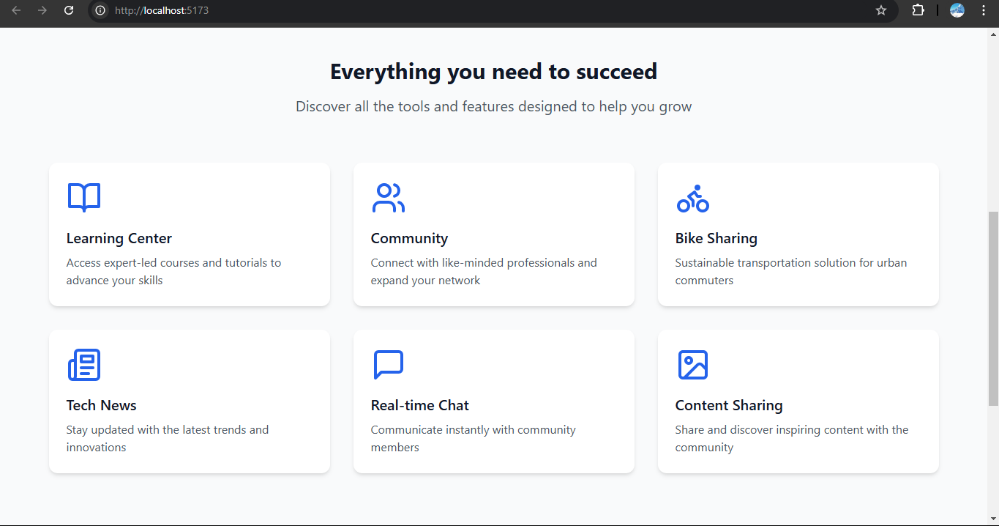 http://localhost:5173
Everything you need to succeed
Discover all the tools and features designed to help you grow
Learning Center
Access expert-led courses and tutorials to
advance your skills
Community
Connect with like-minded professionals and
expand your network
Bike Sharing
Sustainable transportation solution for urban
commuters
Tech News
Stay updated with the latest trends and
innovations
Real-time Chat
Communicate instantly with community
members
Content Sharing
Share and discover inspiring content with the
community